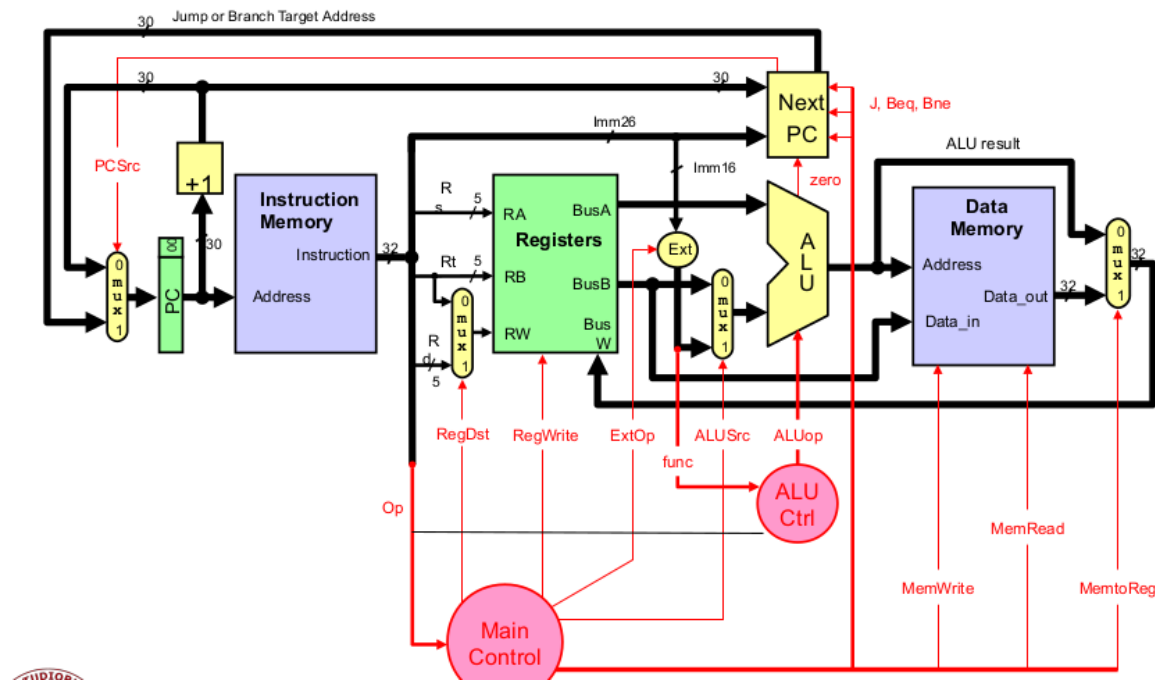 30
Jump or Branch Target Address
30
30
Next
PC
J, Beq, Bne
Imm26
Imm16
ALU result
PCSrc
+1
zero
Instruction
Memory
Instruction
Address
32
30
R
s
5
RA
BusA
Registers
Ext
A
L
U
Data
Memory
Address
Data_out
Data_in
32
0
m
u
x
1
32
0
m
u
x
1
PC
00
Rt
5
RB
BusB
0
m
u
x
1
RW
Bus
W
R
d
5
0
m
u
x
1
RegDst
RegWrite
ExtOp
ALUSrc
ALUop
func
Op
ALU
Ctrl
MemRead
MemWrite
MemtoReg
Main
Control